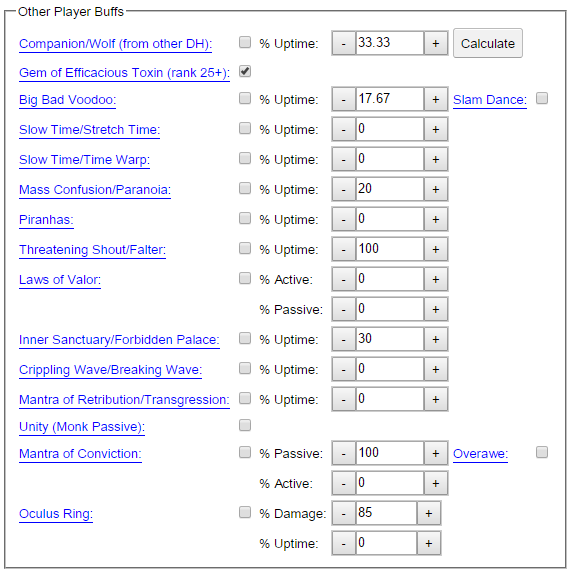 Other Player Buffs
Companion/Wolf (from other DH): % Uptime: - 33.33 + Calculate
Gem of Efficacious Toxin (rank 25+):
Big Bad Voodoo: % Uptime: - 17.67 + Slam Dance:
Slow Time/Stretch Time: % Uptime: - 0 +
Slow Time/Time Warp: % Uptime: - 0 +
Mass Confusion/Paranoia: % Uptime: - 20 +
Piranhas: % Uptime: - 0 +
Threatening Shout/Falter: % Uptime: - 100 +
Laws of Valor: % Active: - 0 +
% Passive: - 0 +
Inner Sanctuary/Forbidden Palace: % Uptime: - 30 +
Crippling Wave/Breaking Wave: % Uptime: - 0 +
Mantra of Retribution/Transgression: % Uptime: - 0 +
Unity (Monk Passive):
Mantra of Conviction: % Passive: - 100 + Overawe:
% Active: - 0 +
Oculus Ring: % Damage: - 85 +
% Uptime: - 0 +